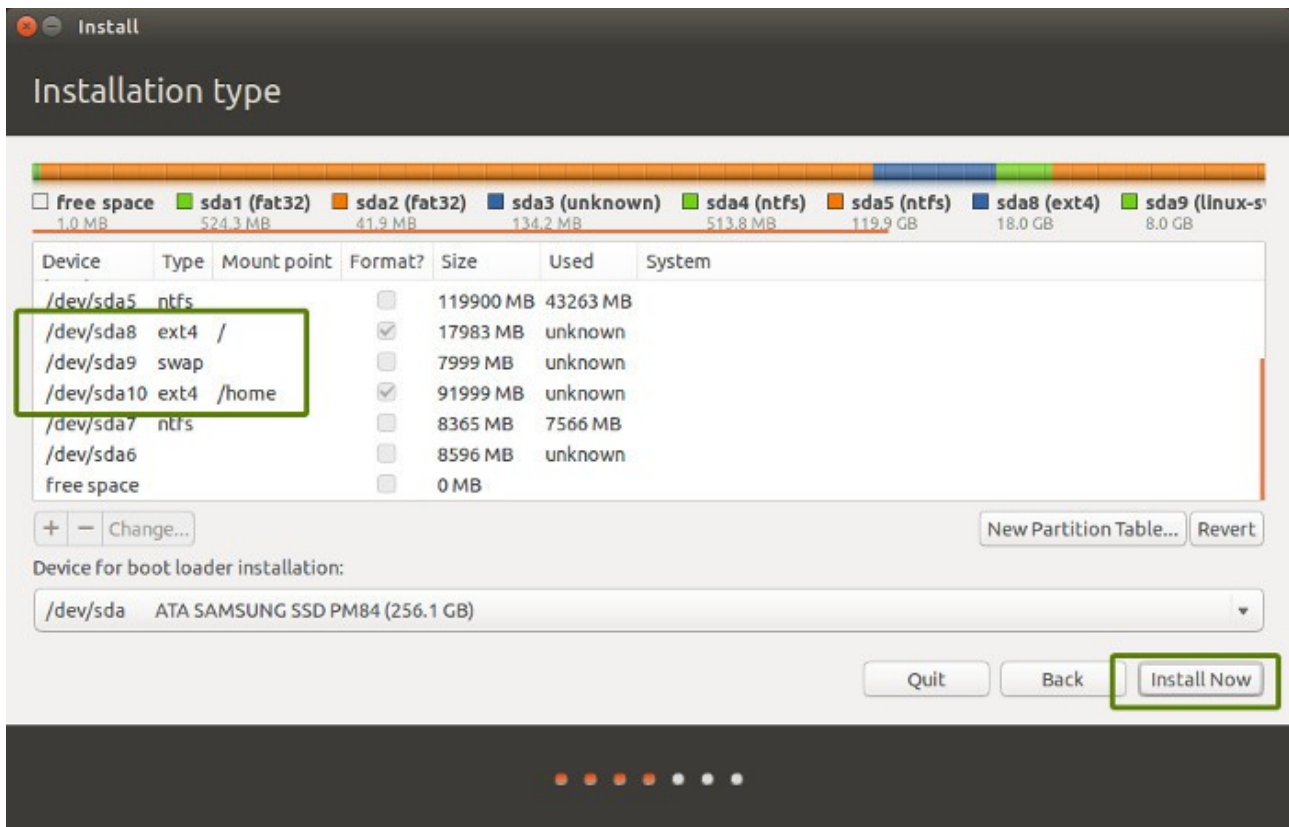 Install
Installation type
free space sda1 (fat32) sda2 (fat32) sda3 (unknown) sda4 (ntfs) sda5 (ntfs) sda8 (ext4) sda9 (linux-s
1.0 MB 524.3 MB 41.9 MB 134.2 MB 513.8 MB 119.9 GB 18.0 GB 8.0 GB
Device Type Mount point Format? Size Used System
/dev/sda5 ntfs 119900 MB 43263 MB
/dev/sda8 ext4 / 17983 MB unknown
/dev/sda9 swap 7999 MB unknown
/dev/sda10 ext4 /home 91999 MB unknown
/dev/sda7 ntfs 8365 MB 7566 MB
/dev/sda6 8596 MB unknown
free space 0 MB
+ - Change... New Partition Table... Revert
Device for boot loader installation:
/dev/sda ATA SAMSUNG SSD PM84 (256.1 GB)
Quit Back Install Now